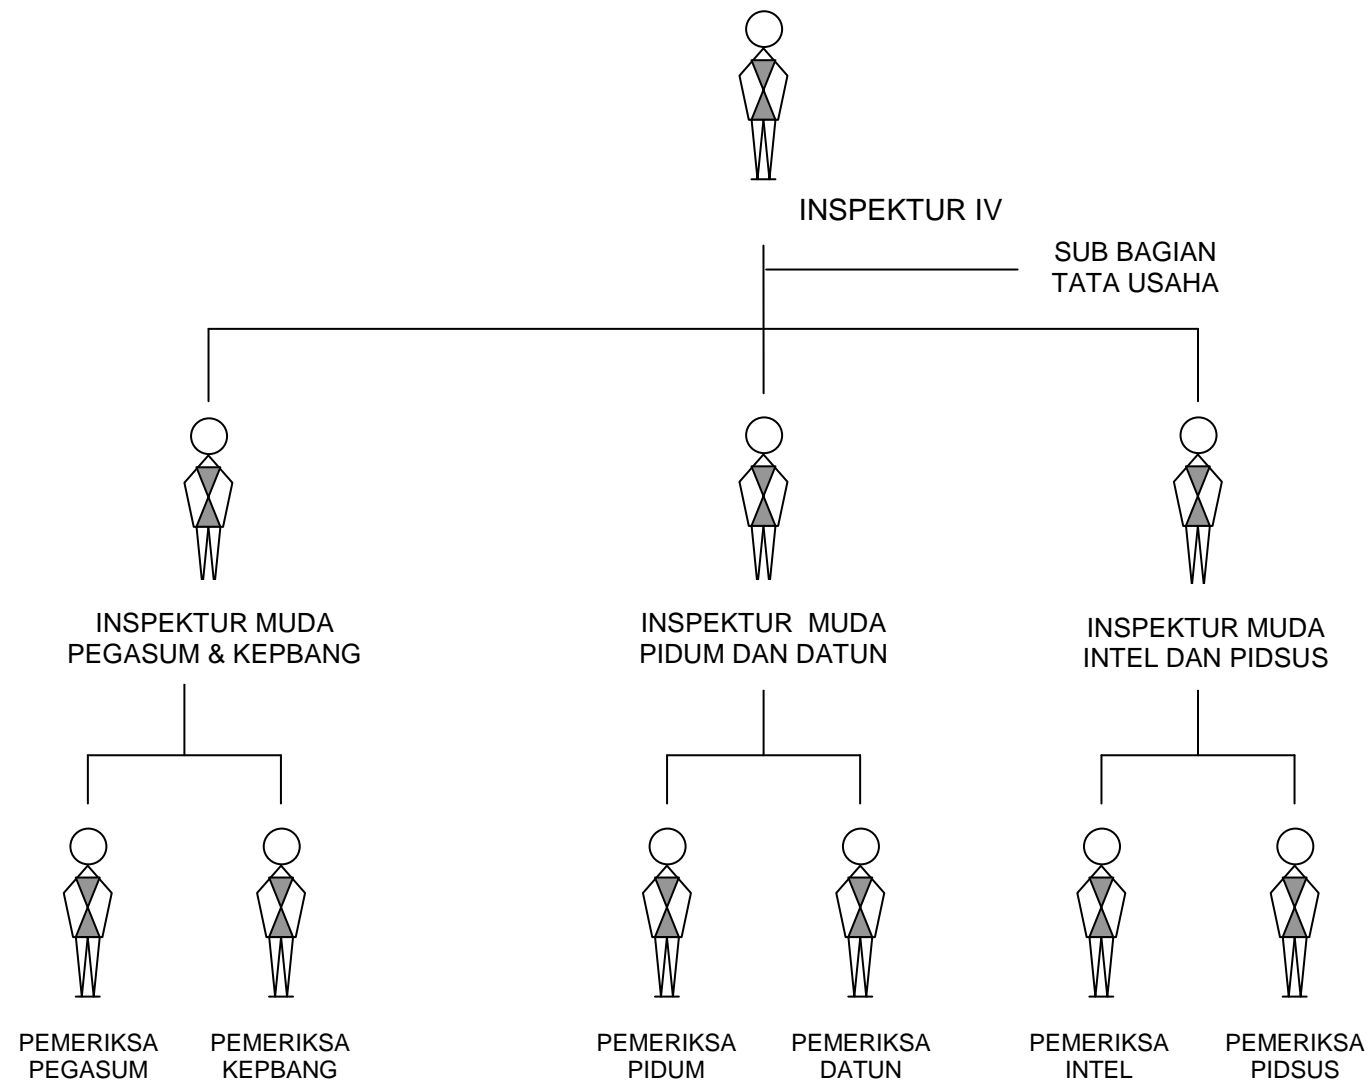 INSPEKTUR IV
SUB BAGIAN
TATA USAHA
INSPEKTUR MUDA
PEGASUM & KEPBANG
INSPEKTUR  MUDA
PIDUM DAN DATUN
INSPEKTUR MUDA
INTEL DAN PIDSUS
PEMERIKSA
PEGASUM
PEMERIKSA
KEPBANG
PEMERIKSA
PIDUM
PEMERIKSA
DATUN
PEMERIKSA
INTEL
PEMERIKSA
PIDSUS